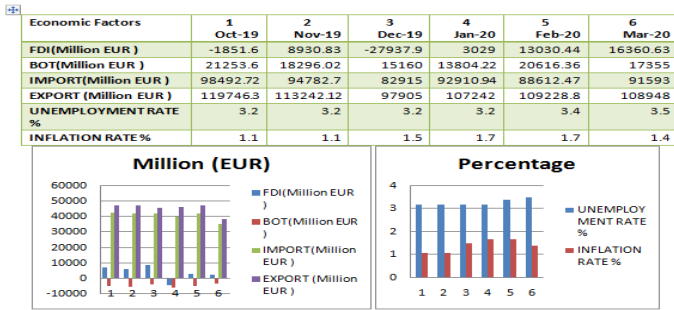 Economic Factors 1 2 3 4 5 6
Oct-19 Nov-19 Dec-19 Jan-20 Feb-20 Mar-20
FDI(Million EUR ) -1851.6 8930.83 -27937.9 3029 13030.44 16360.63
BOT(Million EUR ) 21253.6 18296.02 15160 13804.22 20616.36 17355
IMPORT(Million EUR ) 98492.72 94782.7 82915 92910.94 88612.47 91593
EXPORT (Million EUR ) 119746.3 113242.12 97905 107242 109228.8 108948
UNEMPLOYMENT RATE 3.2 3.2 3.2 3.2 3.4 3.5
%
INFLATION RATE % 1.1 1.1 1.5 1.7 1.7 1.4
Million (EUR)
60000
50000
40000
30000
20000
10000
0
-10000
1 2 3 4 5 6
FDI(Million EUR
)
BOT(Million EUR
)
IMPORT(Million
EUR )
EXPORT (Million
EUR )
Percentage
4
3
2
1
0
1 2 3 4 5 6
UNEMPLOY
MENT RATE
%
INFLATION
RATE %